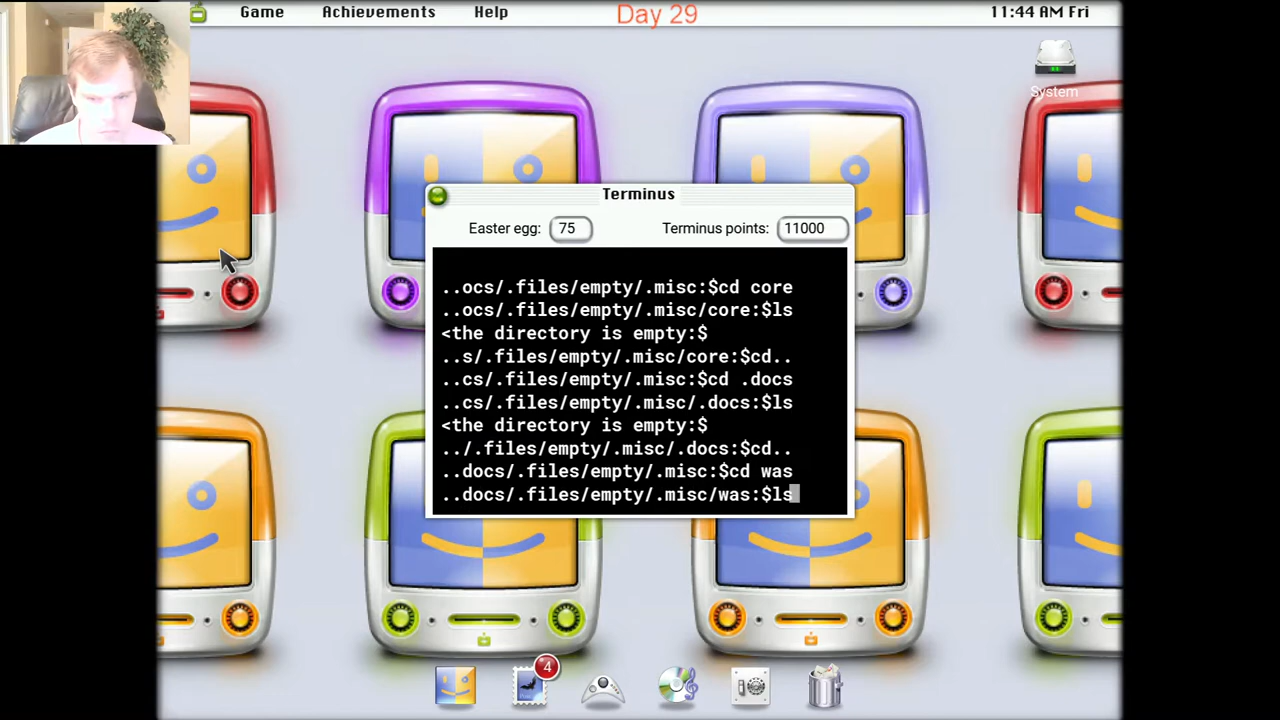 Game Achievements Help Day 29 11:44 AM Fri
System
Terminus
Easter egg: 75 Terminus points: 11000
..ocs/.files/empty/.misc:$cd core
..ocs/.files/empty/.misc/core:$ls
<the directory is empty:$
..s/.files/empty/.misc/core:$cd..
..cs/.files/empty/.misc:$cd .docs
..cs/.files/empty/.misc/.docs:$ls
<the directory is empty:$
../.files/empty/.misc/.docs:$cd..
..docs/.files/empty/.misc:$cd was
..docs/.files/empty/.misc/was:$ls
4